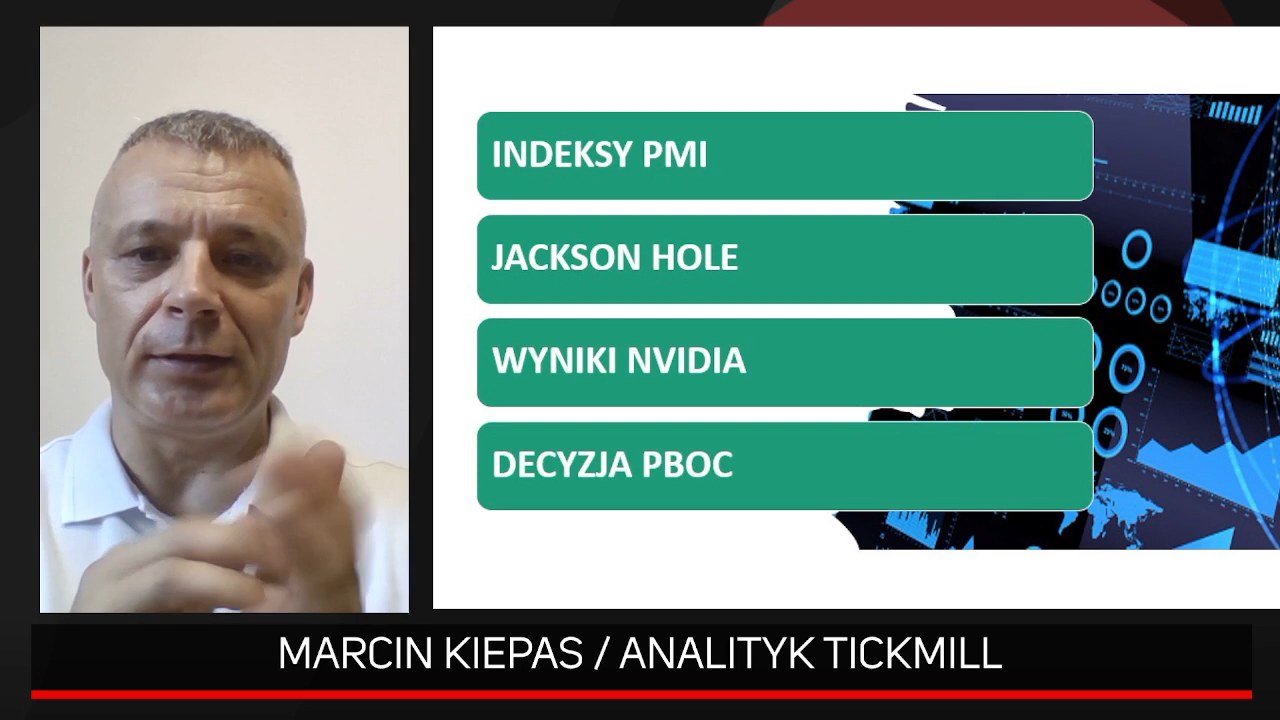 INDEKSY PMI
JACKSON HOLE
WYNIKI NVIDIA
DECYZJA PBOC
MARCIN KIEPAS / ANALITYK TICKMILL